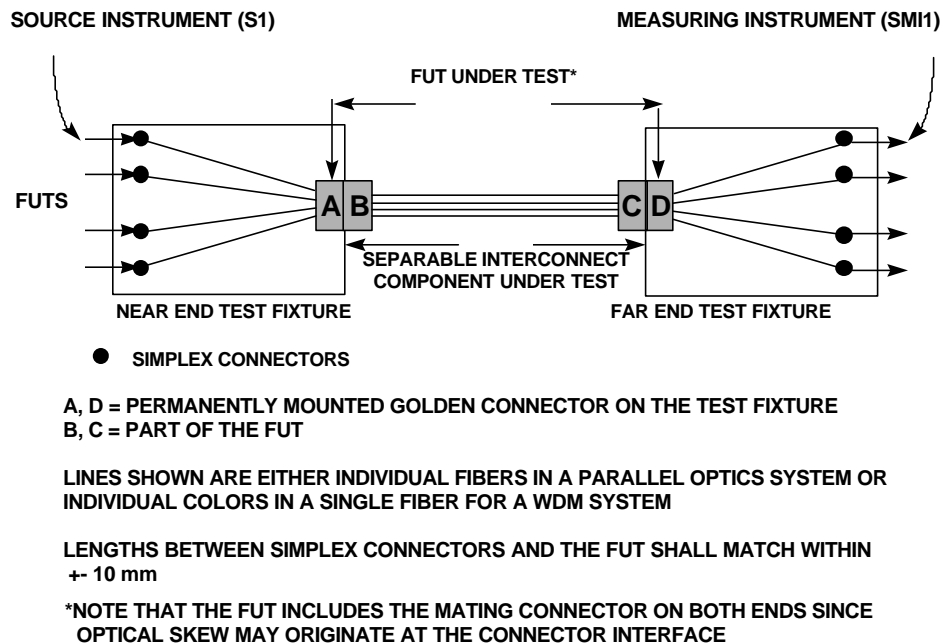 SOURCE INSTRUMENT (S1)
MEASURING INSTRUMENT (SMI1)
FUT UNDER TEST*
FUTS
A
B
C
D
SEPARABLE INTERCONNECT
COMPONENT UNDER TEST
NEAR END TEST FIXTURE
FAR END TEST FIXTURE
SIMPLEX CONNECTORS
A, D = PERMANENTLY MOUNTED GOLDEN CONNECTOR ON THE TEST FIXTURE
B, C = PART OF THE FUT
LINES SHOWN ARE EITHER INDIVIDUAL FIBERS IN A PARALLEL OPTICS SYSTEM OR
INDIVIDUAL COLORS IN A SINGLE FIBER FOR A WDM SYSTEM
LENGTHS BETWEEN SIMPLEX CONNECTORS AND THE FUT SHALL MATCH WITHIN
+- 10 mm
*NOTE THAT THE FUT INCLUDES THE MATING CONNECTOR ON BOTH ENDS SINCE
OPTICAL SKEW MAY ORIGINATE AT THE CONNECTOR INTERFACE